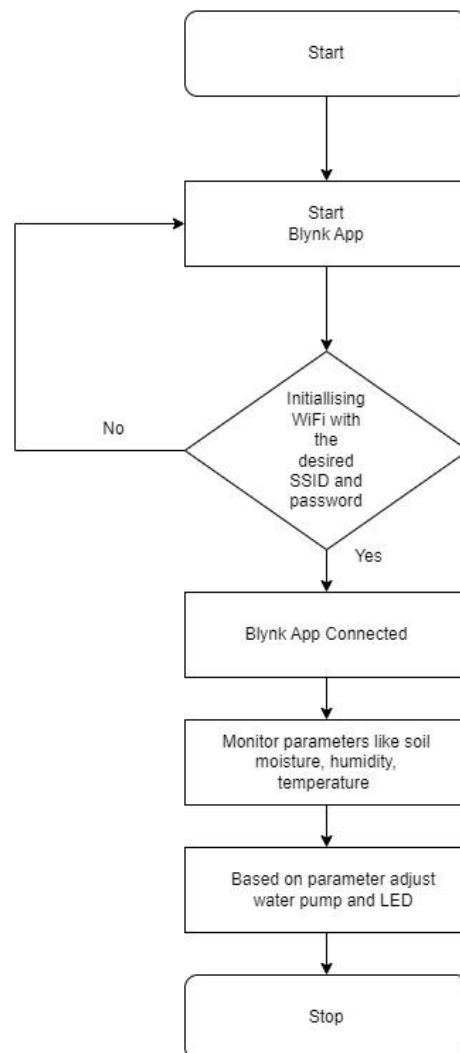 Start
Start
Blynk App
Initiallising
WiFi with
the
desired
SSID and
password
No
Yes
Blynk App Connected
Monitor parameters like soil
moisture, humidity,
temperature
Based on parameter adjust
water pump and LED
Stop